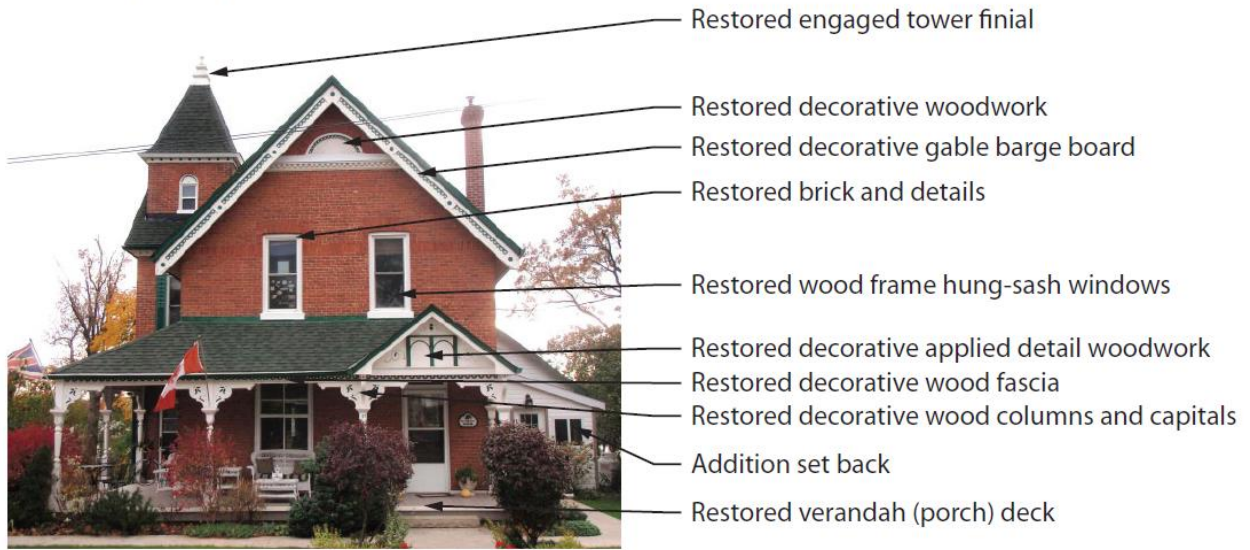 Restored engaged tower finial
Restored decorative woodwork
Restored decorative gable barge board
Restored brick and details
Restored wood frame hung-sash windows
Restored decorative applied detail woodwork
Restored decorative wood fascia
Restored decorative wood columns and capitals
Addition set back
Restored verandah (porch) deck